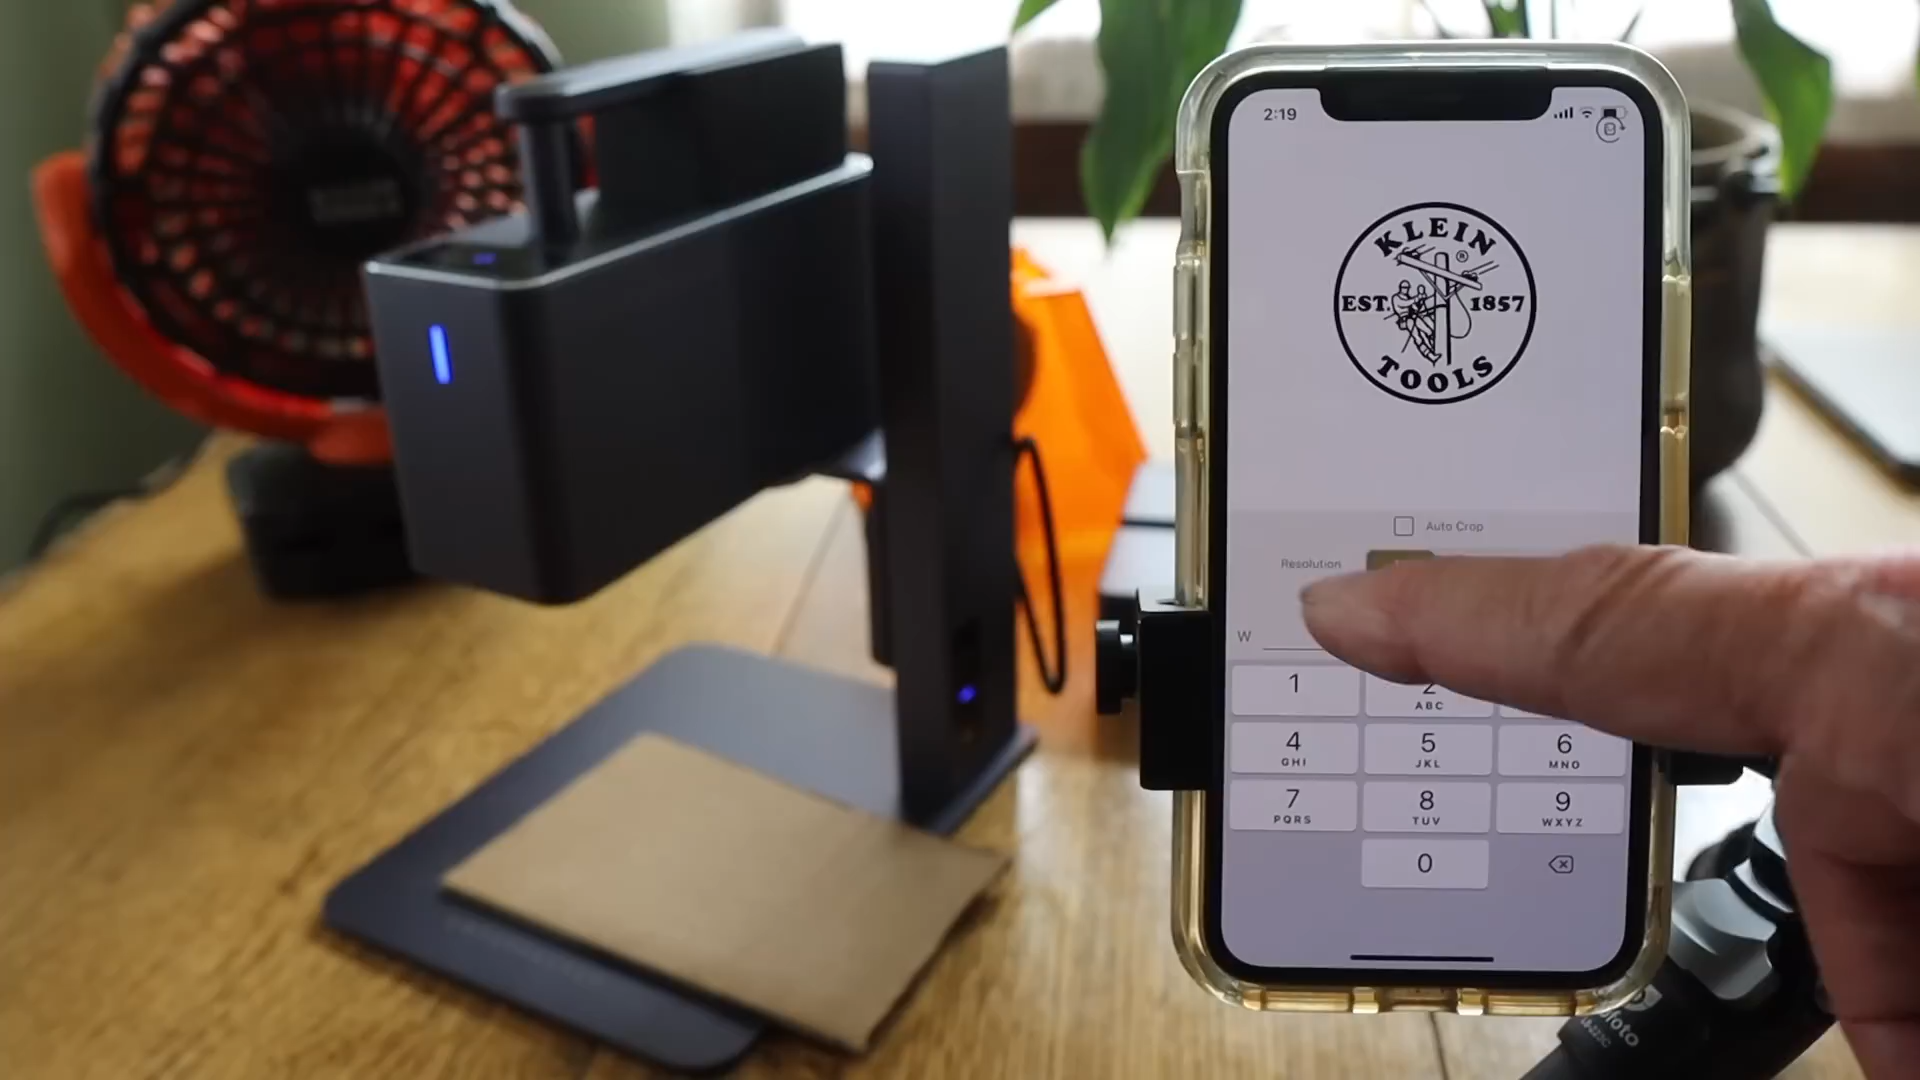 2:19
KLEIN
®
EST. 1857
TOOLS
Auto Crop
Resolution
W
1
2
ABC
4
GHI
5
JKL
6
MNO
7
PQRS
8
TUV
9
WXYZ
0